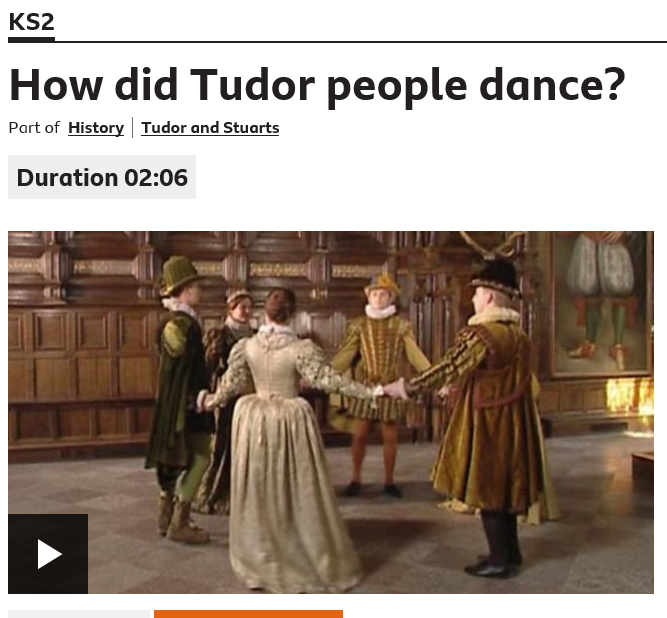 KS2
How did Tudor people dance?
Part of History Tudor and Stuarts
Duration 02:06